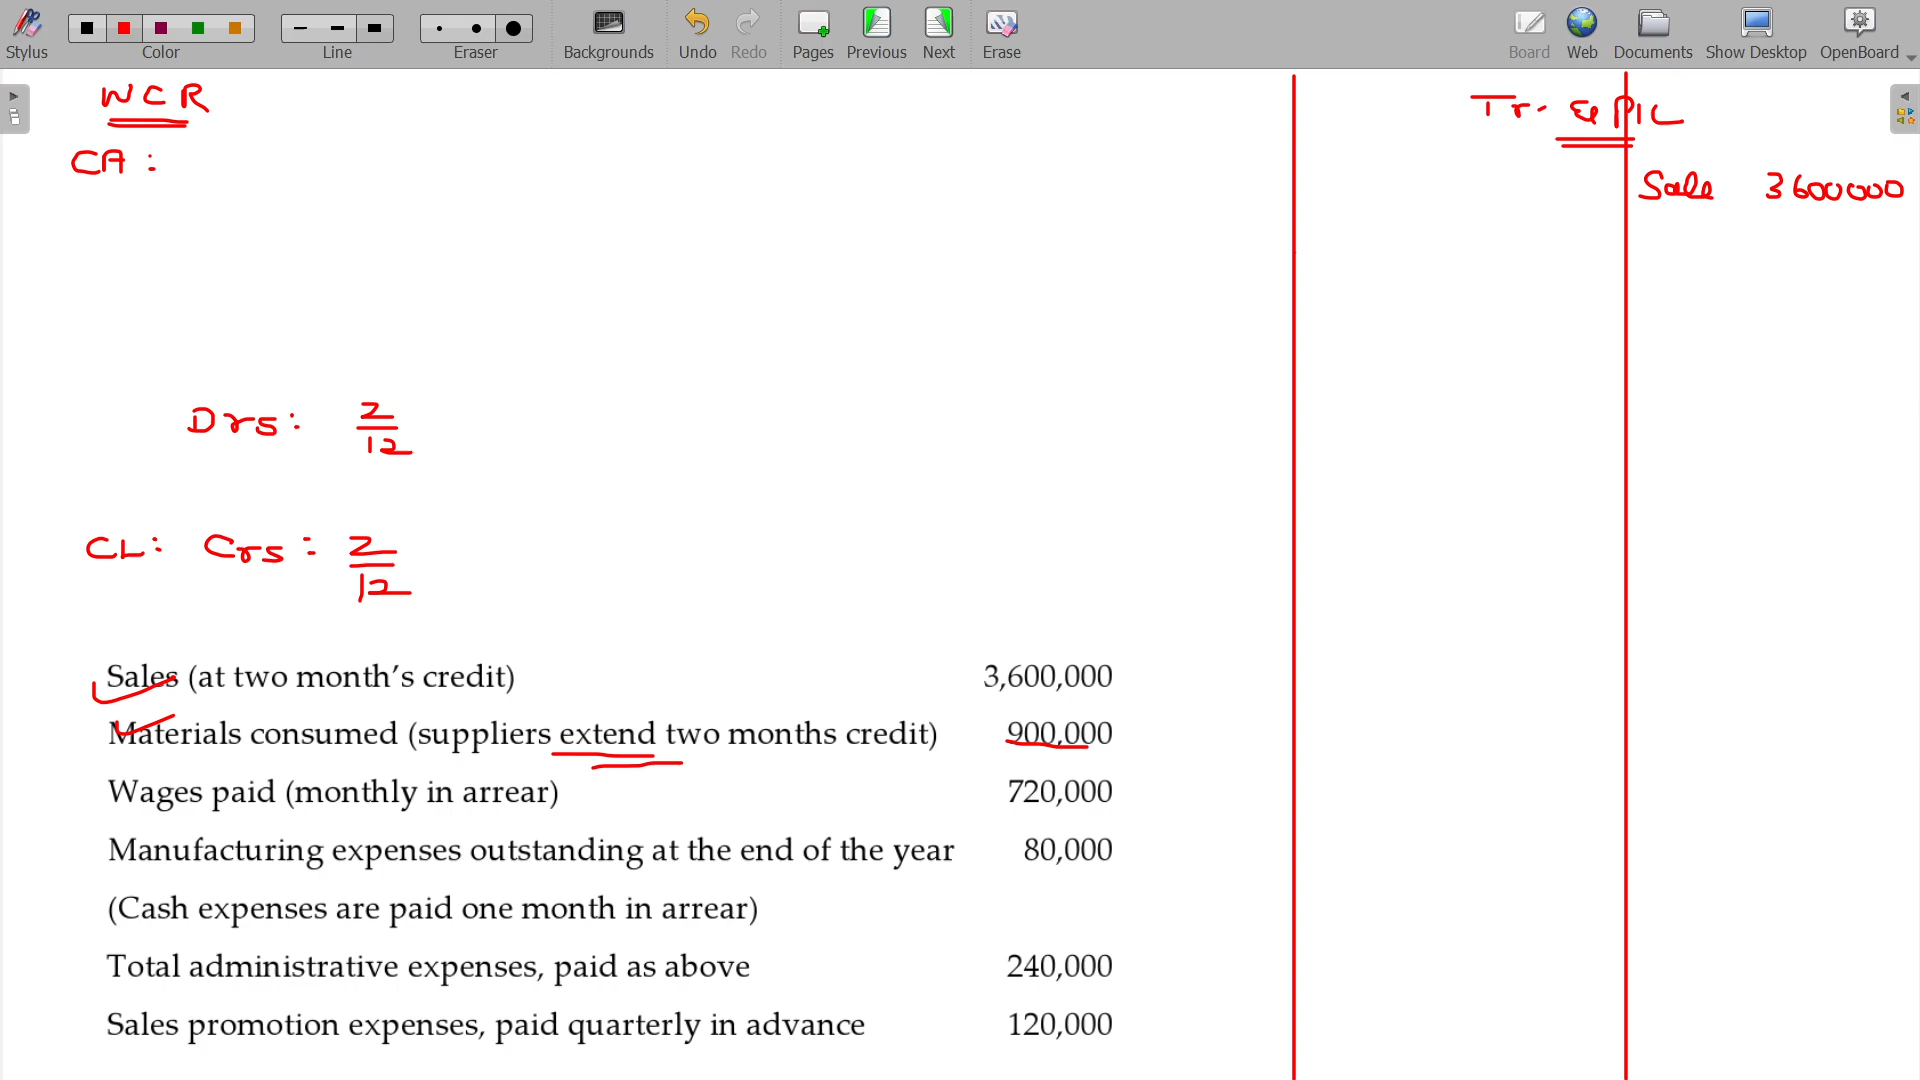 Stylus Color Line Eraser Backgrounds Undo Redo Pages Previous Next Erase Board Web Documents Show Desktop OpenBoard
WCR
CA :
Tr. & P/L
Sale 3600000
Drs : 2/12
CL : Crs : 2/12
Sales (at two month’s credit) 3,600,000
Materials consumed (suppliers extend two months credit) 900,000
Wages paid (monthly in arrear) 720,000
Manufacturing expenses outstanding at the end of the year 80,000
(Cash expenses are paid one month in arrear)
Total administrative expenses, paid as above 240,000
Sales promotion expenses, paid quarterly in advance 120,000